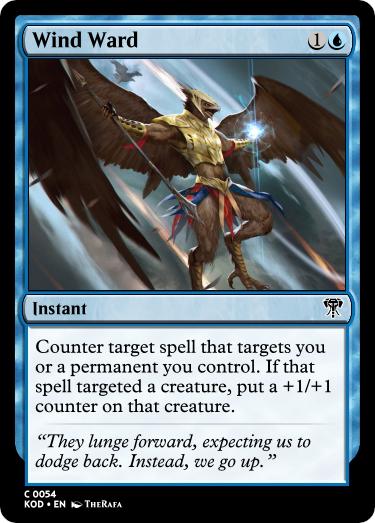 Wind Ward 1
Instant
Counter target spell that targets you
or a permanent you control. If that
spell targeted a creature, put a +1/+1
counter on that creature.
“They lunge forward, expecting us to
dodge back. Instead, we go up.”
C 0054
KOD • EN TheRafa